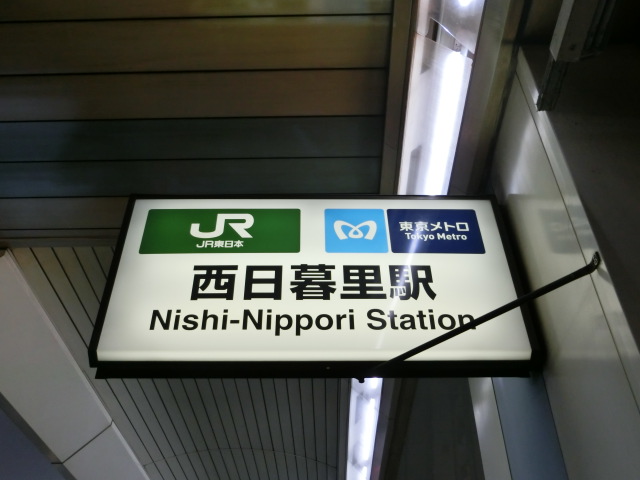 JR
JR東日本
東京メトロ
Tokyo Metro
西日暮里駅
Nishi-Nippori Station